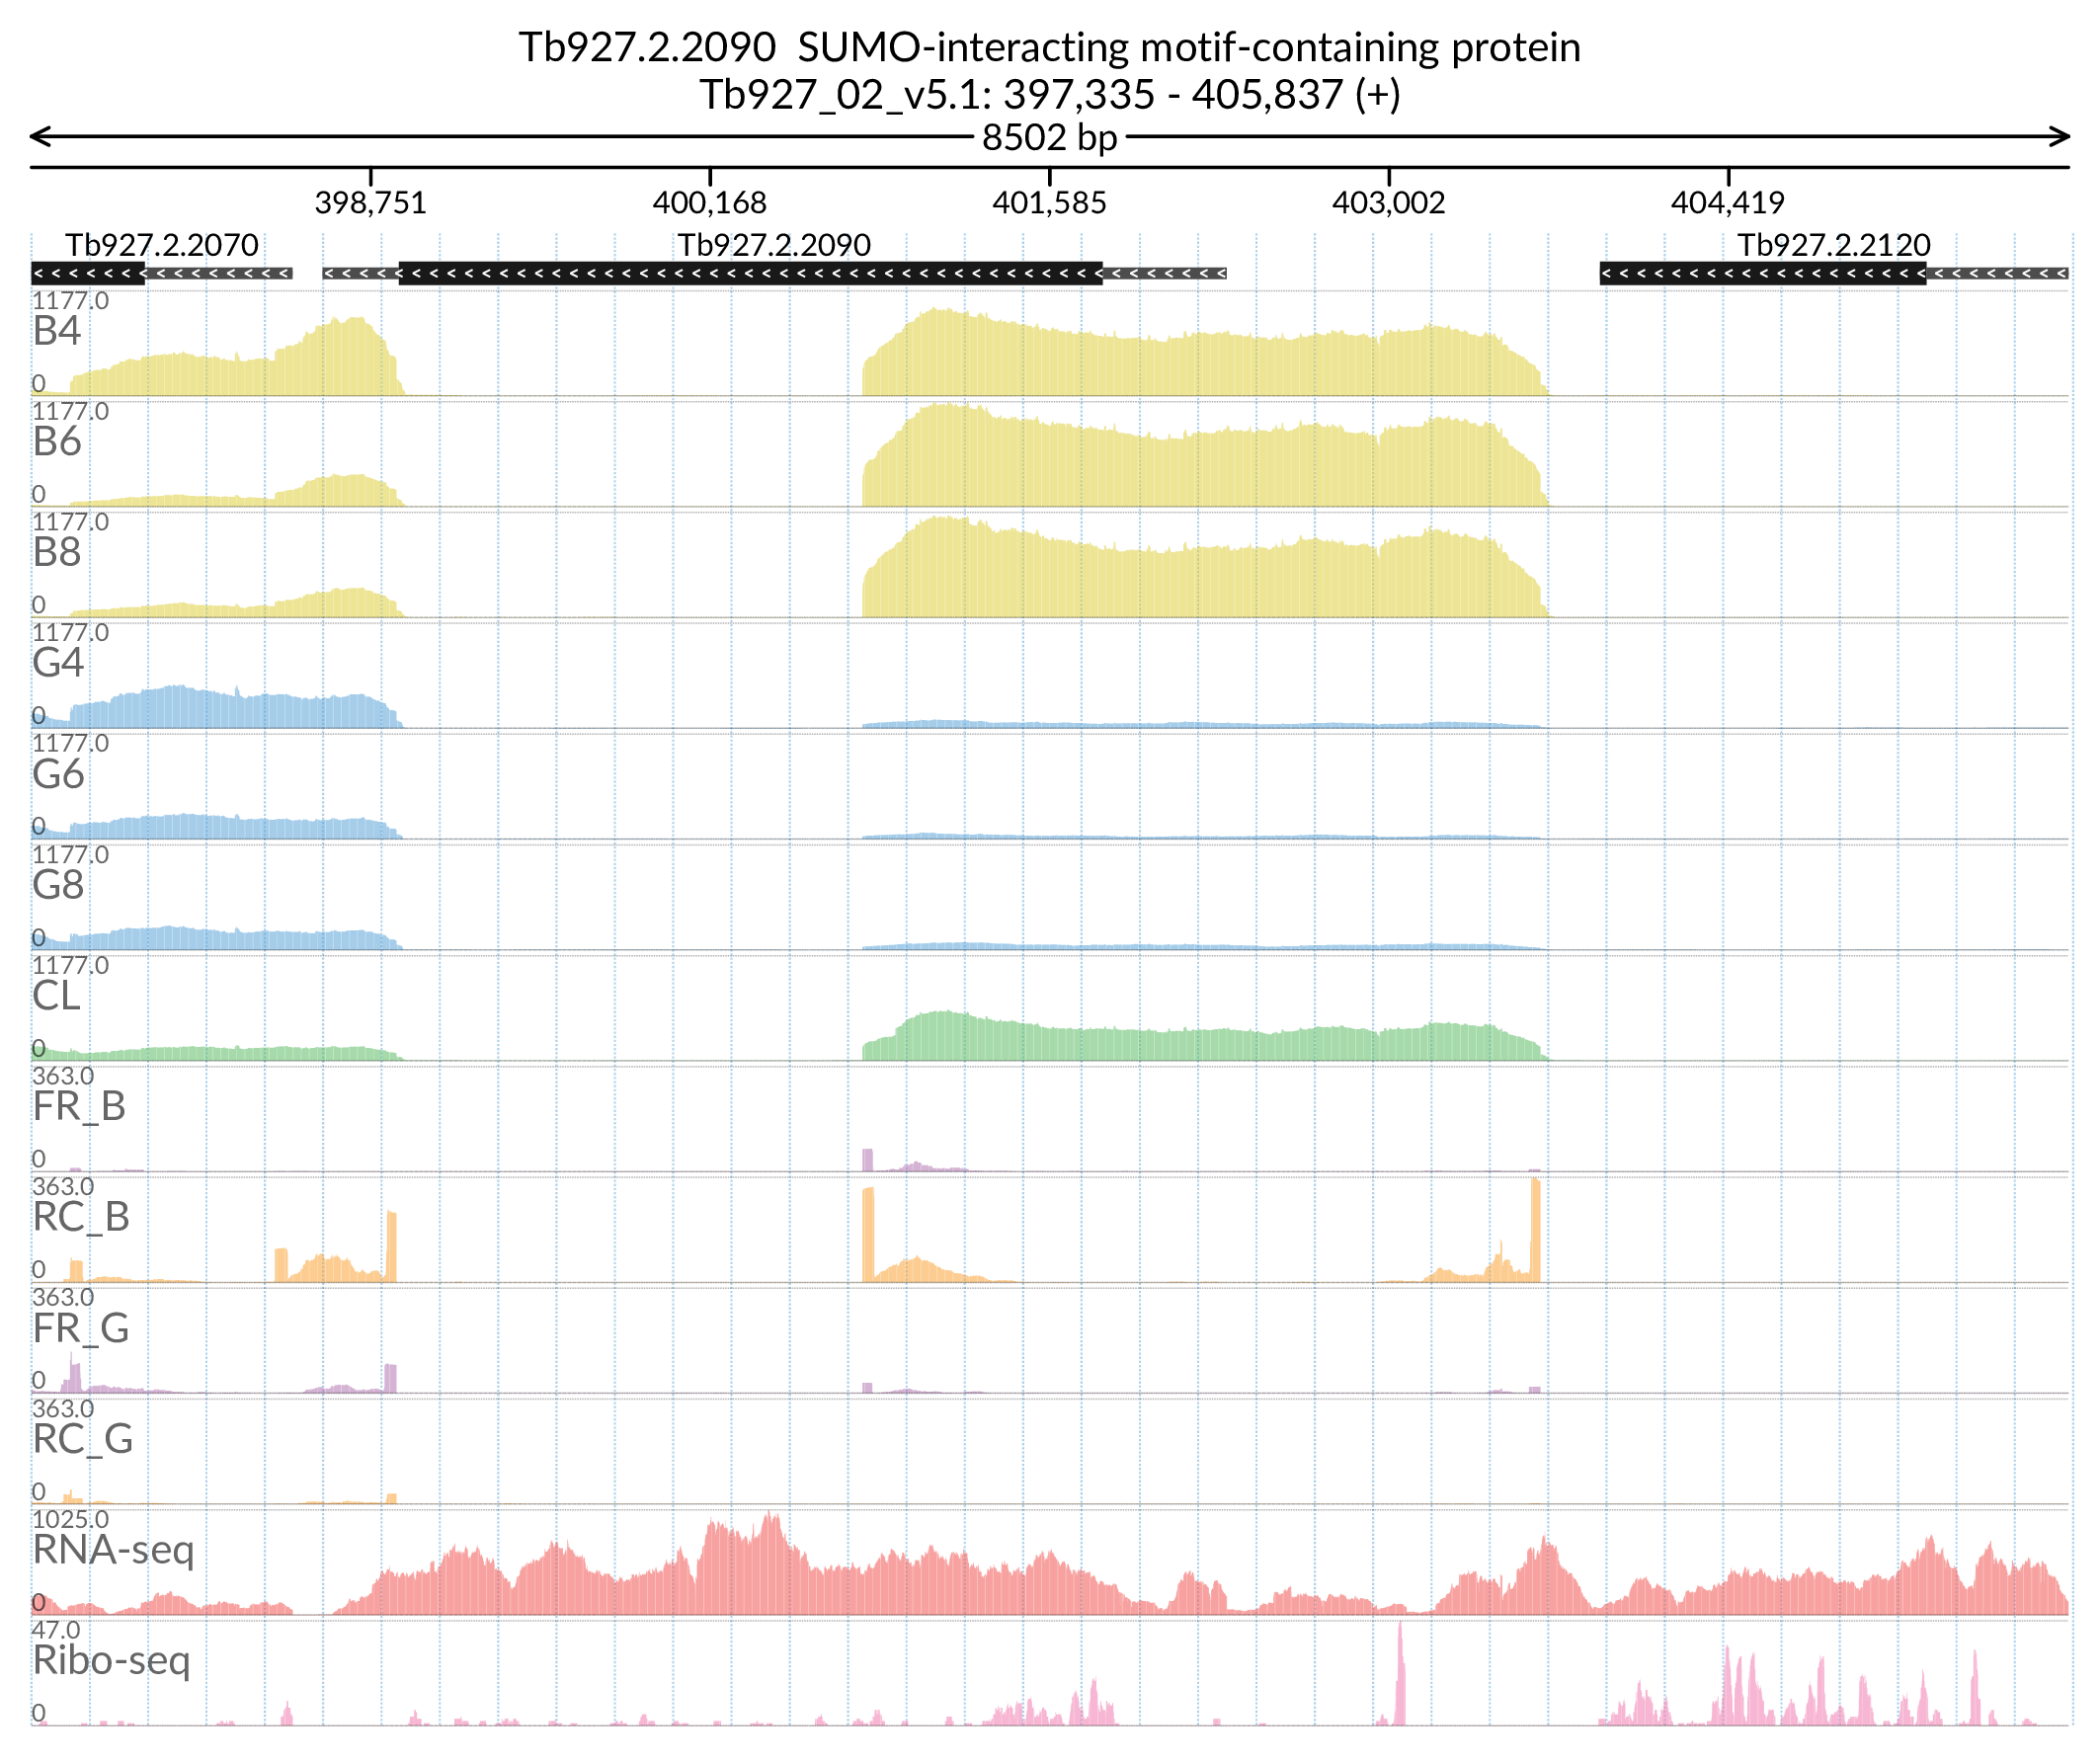 Tb927.2.2090 SUMO-interacting motif-containing protein
Tb927_02_v5.1: 397,335 - 405,837 (+)
8502 bp
398,751 400,168 401,585 403,002 404,419
Tb927.2.2070 Tb927.2.2090 Tb927.2.2120
1177.0
B4
0
1177.0
B6
0
1177.0
B8
0
1177.0
G4
0
1177.0
G6
0
1177.0
G8
0
1177.0
CL
0
363.0
FR_B
0
363.0
RC_B
0
363.0
FR_G
0
363.0
RC_G
0
1025.0
RNA-seq
0
47.0
Ribo-seq
0